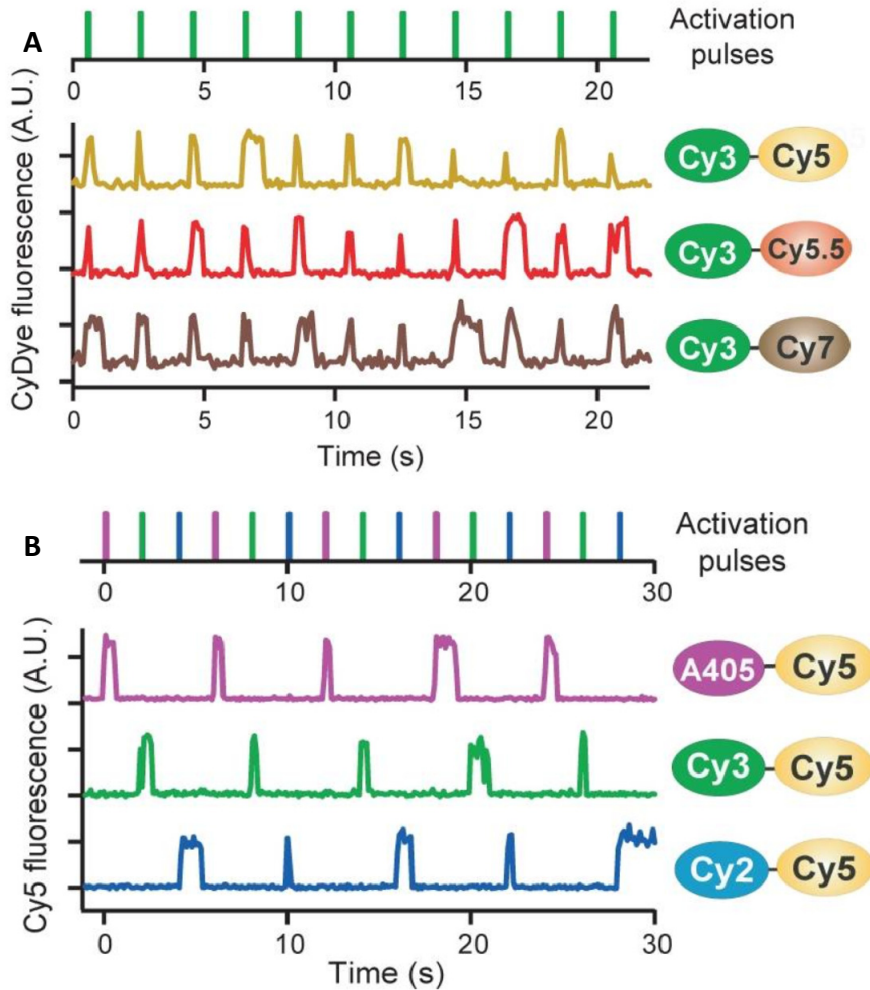 A
Activation
pulses
0 5 10 15 20
CyDye fluorescence (A.U.)
Cy3 Cy5
Cy3 Cy5.5
Cy3 Cy7
0 5 10 15 20
Time (s)
B
Activation
pulses
0 10 20 30
Cy5 fluorescence (A.U.)
A405 Cy5
Cy3 Cy5
Cy2 Cy5
0 10 20 30
Time (s)